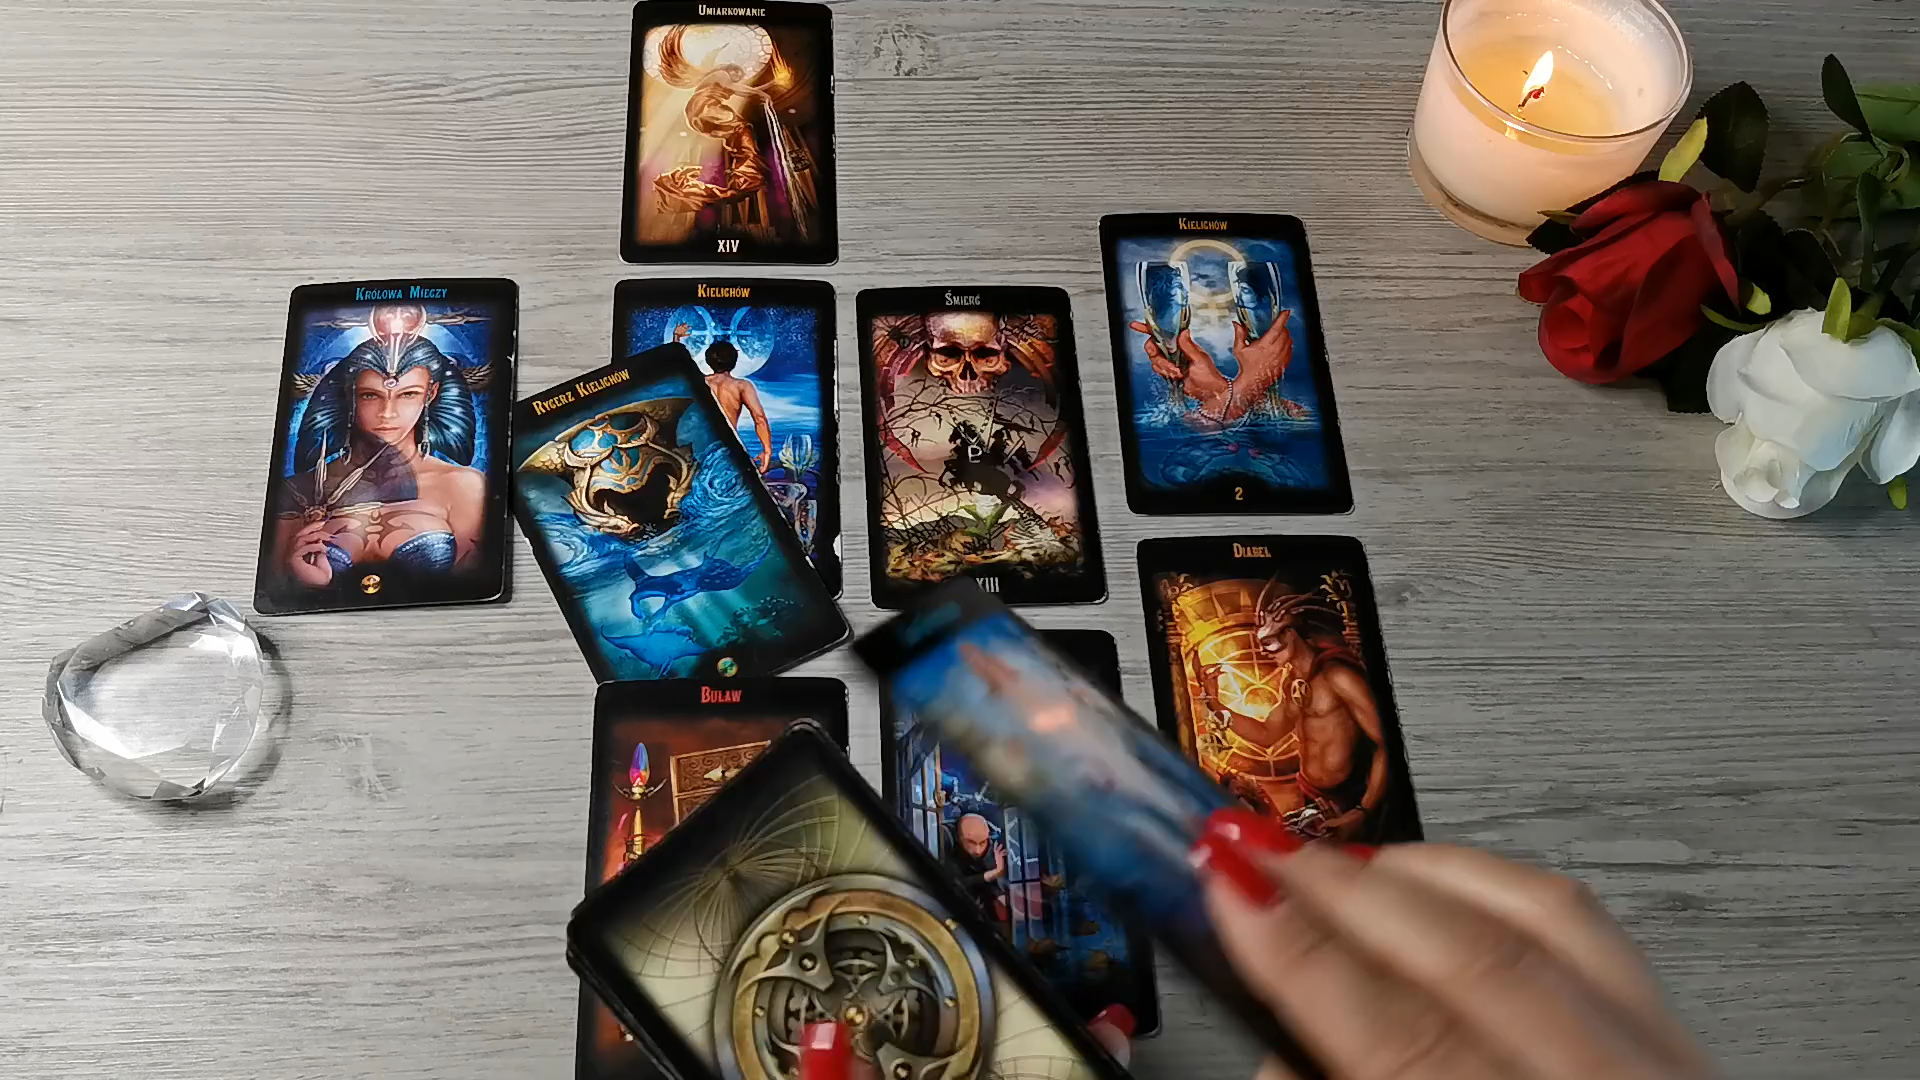 Umiarkowanie
XIV
Królowa Mieczy
Kielichów
Śmierć
XIII
Kielichów
2
Rycerz Kielichów
Diabeł
Buław